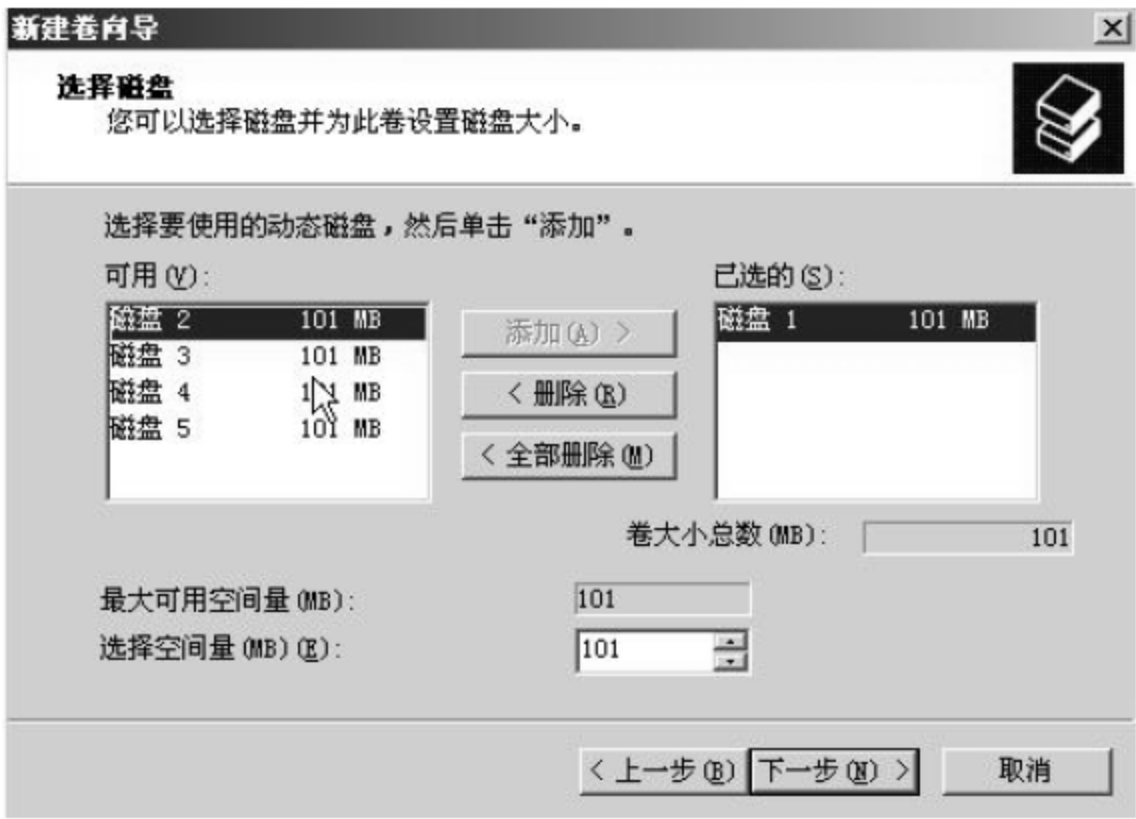 新建卷向导
选择磁盘
您可以选择磁盘并为此卷设置磁盘大小。
选择要使用的动态磁盘，然后单击“添加”。
可用(V):
已选的(S):
磁盘 2 101 MB
磁盘 3 101 MB
磁盘 4 1 1 MB
磁盘 5 101 MB
添加(A) >
< 删除(R)
< 全部删除(M)
磁盘 1 101 MB
卷大小总数(MB): 101
最大可用空间量(MB): 101
选择空间量(MB)(E): 101
< 上一步(B)
下一步(N) >
取消